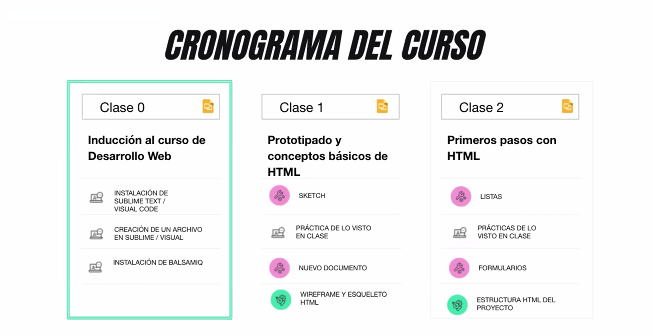 CRONOGRAMA DEL CURSO
Clase 0
Inducción al curso de
Desarrollo Web
INSTALACIÓN DE
SUBLIME TEXT /
VISUAL CODE
CREACIÓN DE UN ARCHIVO
EN SUBLIME / VISUAL
INSTALACIÓN DE BALSAMIQ
Clase 1
Prototipado y
conceptos básicos de
HTML
SKETCH
PRÁCTICA DE LO VISTO
EN CLASE
NUEVO DOCUMENTO
WIREFRAME Y ESQUELETO
HTML
Clase 2
Primeros pasos con
HTML
LISTAS
PRÁCTICAS DE LO
VISTO EN CLASE
FORMULARIOS
ESTRUCTURA HTML DEL
PROYECTO